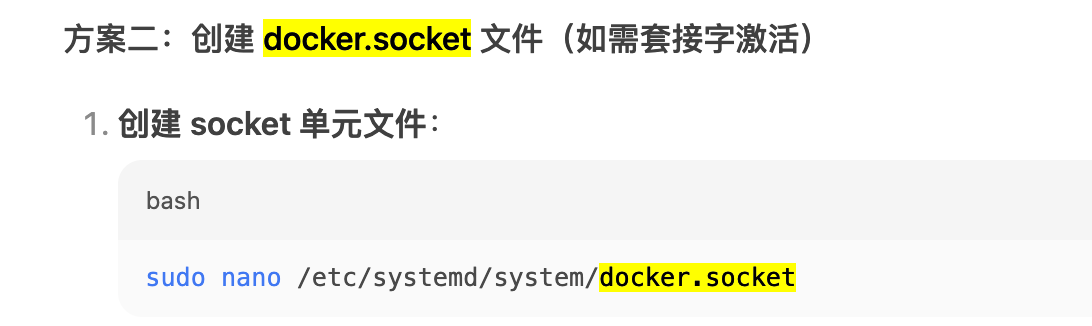 方案二：创建 docker.socket 文件（如需套接字激活）
1. 创建 socket 单元文件：
bash
sudo nano /etc/systemd/system/docker.socket